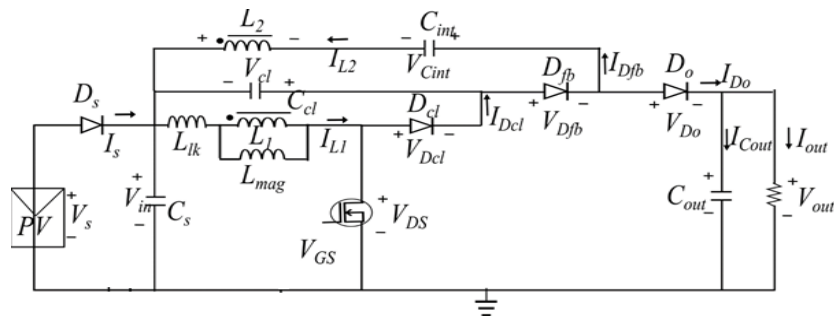 L2
Cint
IL2
VCint
Vcl
Ccl
Ds
Is
Llk
L1
Lmag
IL1
Dcl
VDcl
IDcl
Dfb
VDfb
IDfb
Do
VDo
IDo
ICout
Iout
PV
Vs
Vin
Cs
VGS
VDS
Cout
Vout